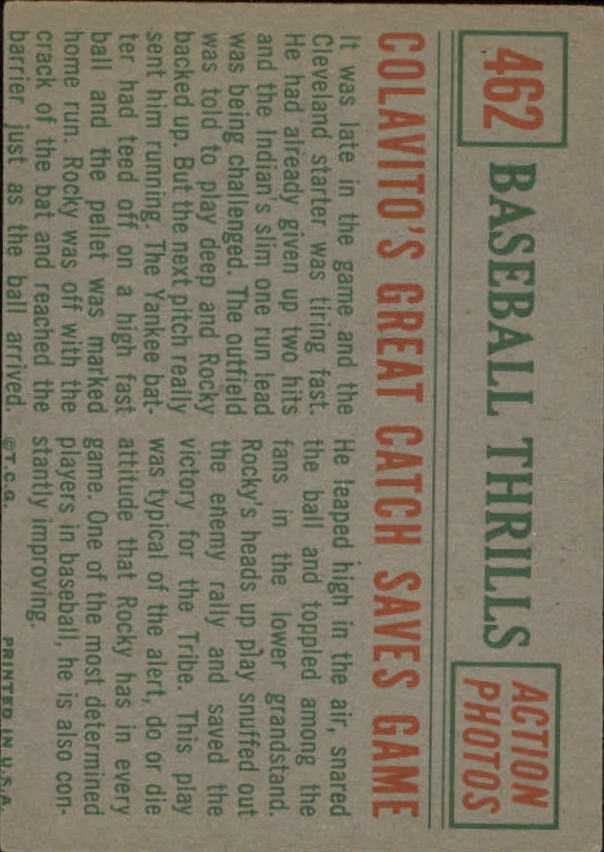 462
BASEBALL THRILLS
ACTION
PHOTOS
COLAVITO'S GREAT CATCH SAVES GAME
It was late in the game and the
Cleveland starter was tiring fast.
He had already given up two hits
and the Indian's slim one run lead
was being challenged. The outfield
was told to play deep and Rocky
backed up. But the next pitch really
sent him running. The Yankee bat-
ter had teed off on a high fast
ball and the pellet was marked
home run. Rocky was off with the
crack of the bat and reached the
barrier just as the ball arrived.
He leaped high in the air, snared
the ball and toppled among the
fans in the lower grandstand.
Rocky's heads up play snuffed out
the enemy rally and saved the
victory for the Tribe. This play
was typical of the alert, do or die
attitude that Rocky has in every
game. One of the most determined
players in baseball, he is also con-
stantly improving.
©T.C.G.
PRINTED IN U.S.A.